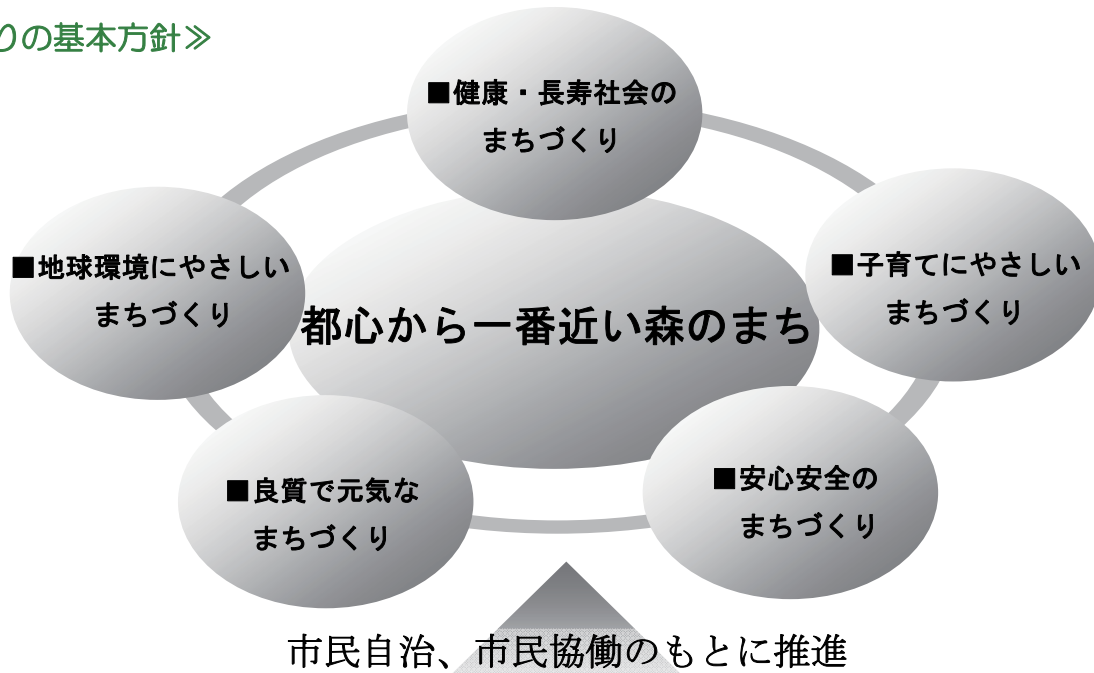 りの基本方針≫
■健康・長寿社会の
まちづくり
■地球環境にやさしい
まちづくり
■子育てにやさしい
まちづくり
都心から一番近い森のまち
■良質で元気な
まちづくり
■安心安全の
まちづくり
市民自治、市民協働のもとに推進